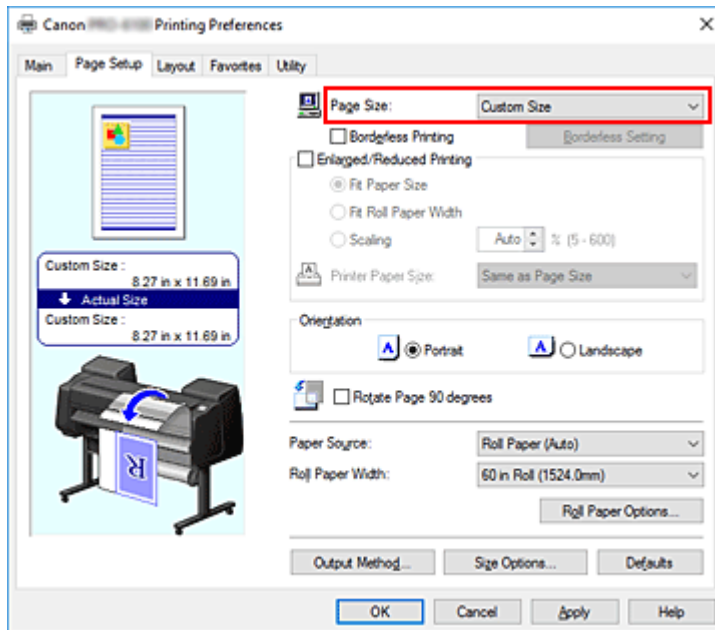 Canon Printing Preferences
Main Page Setup Layout Favorites Utility
Page Size: Custom Size
Borderless Printing Borderless Setting
Enlarged/Reduced Printing
Fit Paper Size
Fit Roll Paper Width
Scaling Auto % (5 - 600)
Printer Paper Size: Same as Page Size
Custom Size :
8.27 in x 11.69 in
Actual Size
Custom Size :
8.27 in x 11.69 in
Orientation
A Portrait A Landscape
Rotate Page 90 degrees
Paper Source: Roll Paper (Auto)
Roll Paper Width: 60 in Roll (1524.0mm)
Roll Paper Options...
R
Output Method... Size Options... Defaults
OK Cancel Apply Help